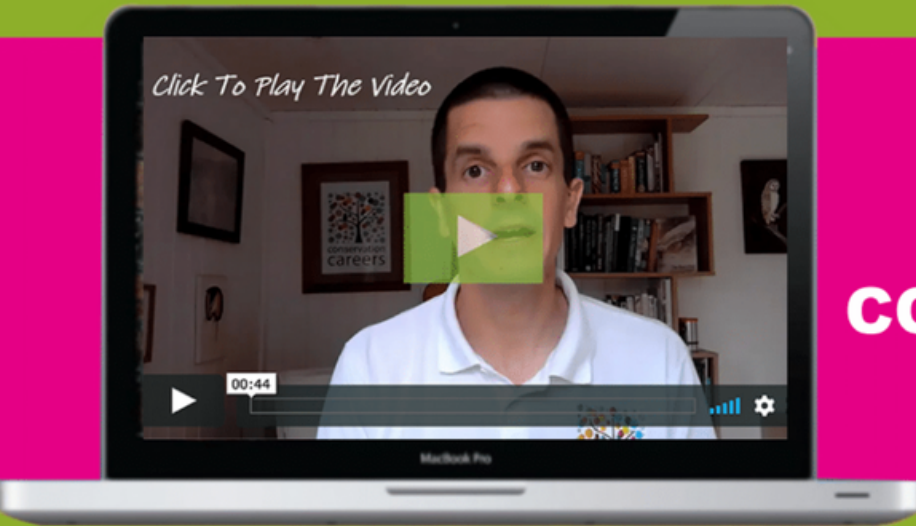 Click To Play The Video
conservation
careers
co
00:44
MacBook Pro